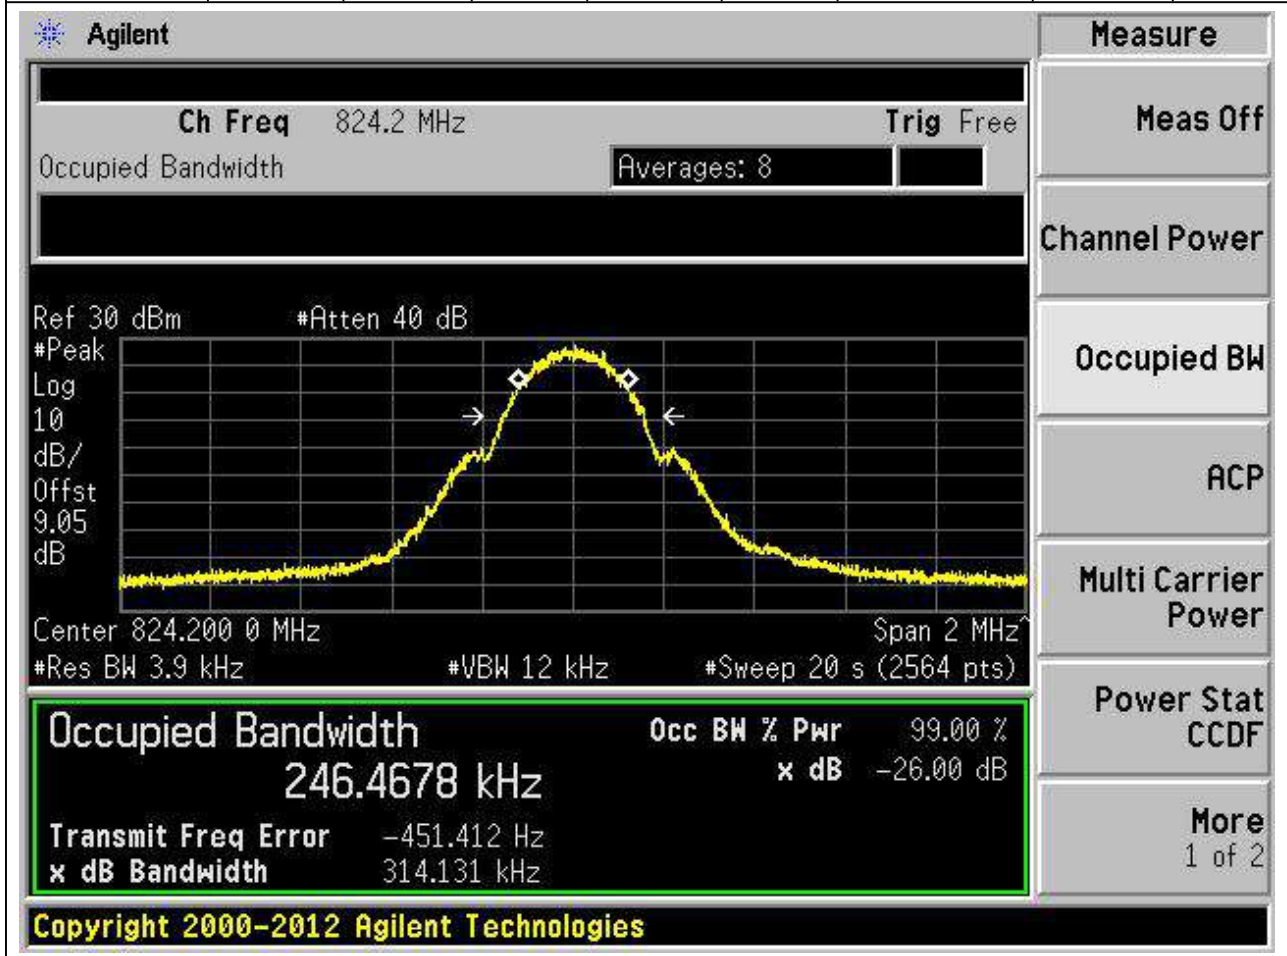 Agilent
Measure
Ch Freq 824.2 MHz Trig Free
Occupied Bandwidth Averages: 8
Meas Off
Channel Power
Occupied BW
ACP
Multi Carrier
Power
Power Stat
CCDF
More
1 of 2
Ref 30 dBm #Atten 40 dB
#Peak
Log
10
dB/
Offst
9.05
dB
Center 824.200 0 MHz Span 2 MHz^
#Res BW 3.9 kHz #VBW 12 kHz #Sweep 20 s (2564 pts)
Occupied Bandwidth Occ BW % Pwr 99.00 %
246.4678 kHz x dB -26.00 dB
Transmit Freq Error -451.412 Hz
x dB Bandwidth 314.131 kHz
Copyright 2000-2012 Agilent Technologies